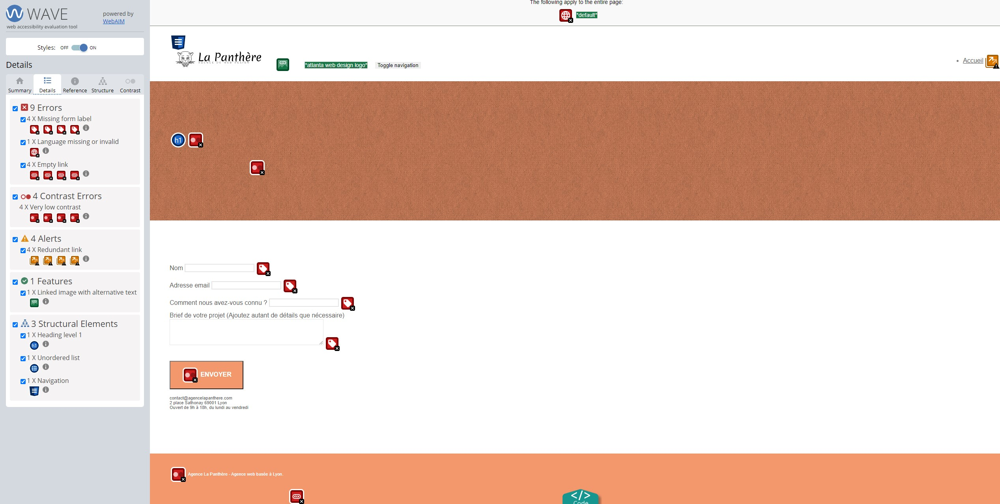 WAVE
powered by
WebAIM
web accessibility evaluation tool
Styles: OFF ON
Details
Summary Details Reference Structure Contrast
9 Errors
4 X Missing form label
1 X Language missing or invalid
4 X Empty link
4 Contrast Errors
4 X Very low contrast
4 Alerts
4 X Redundant link
1 Features
1 X Linked image with alternative text
3 Structural Elements
1 X Heading level 1
h1
1 X Unordered list
1 X Navigation
The following apply to the entire page:
*default*
La Panthère
AGENCE DE WEB DESIGN
*atlanta web design logo*
Toggle navigation
Accueil
h1
Nom
Adresse email
Comment nous avez-vous connu ?
Brief de votre projet (Ajoutez autant de détails que nécessaire)
ENVOYER
contact@agencelapanthere.com
2 place Sathonay 69001 Lyon
Ouvert de 9h à 18h, du lundi au vendredi
Agence La Panthère - Agence web basée à Lyon.
</>
Code